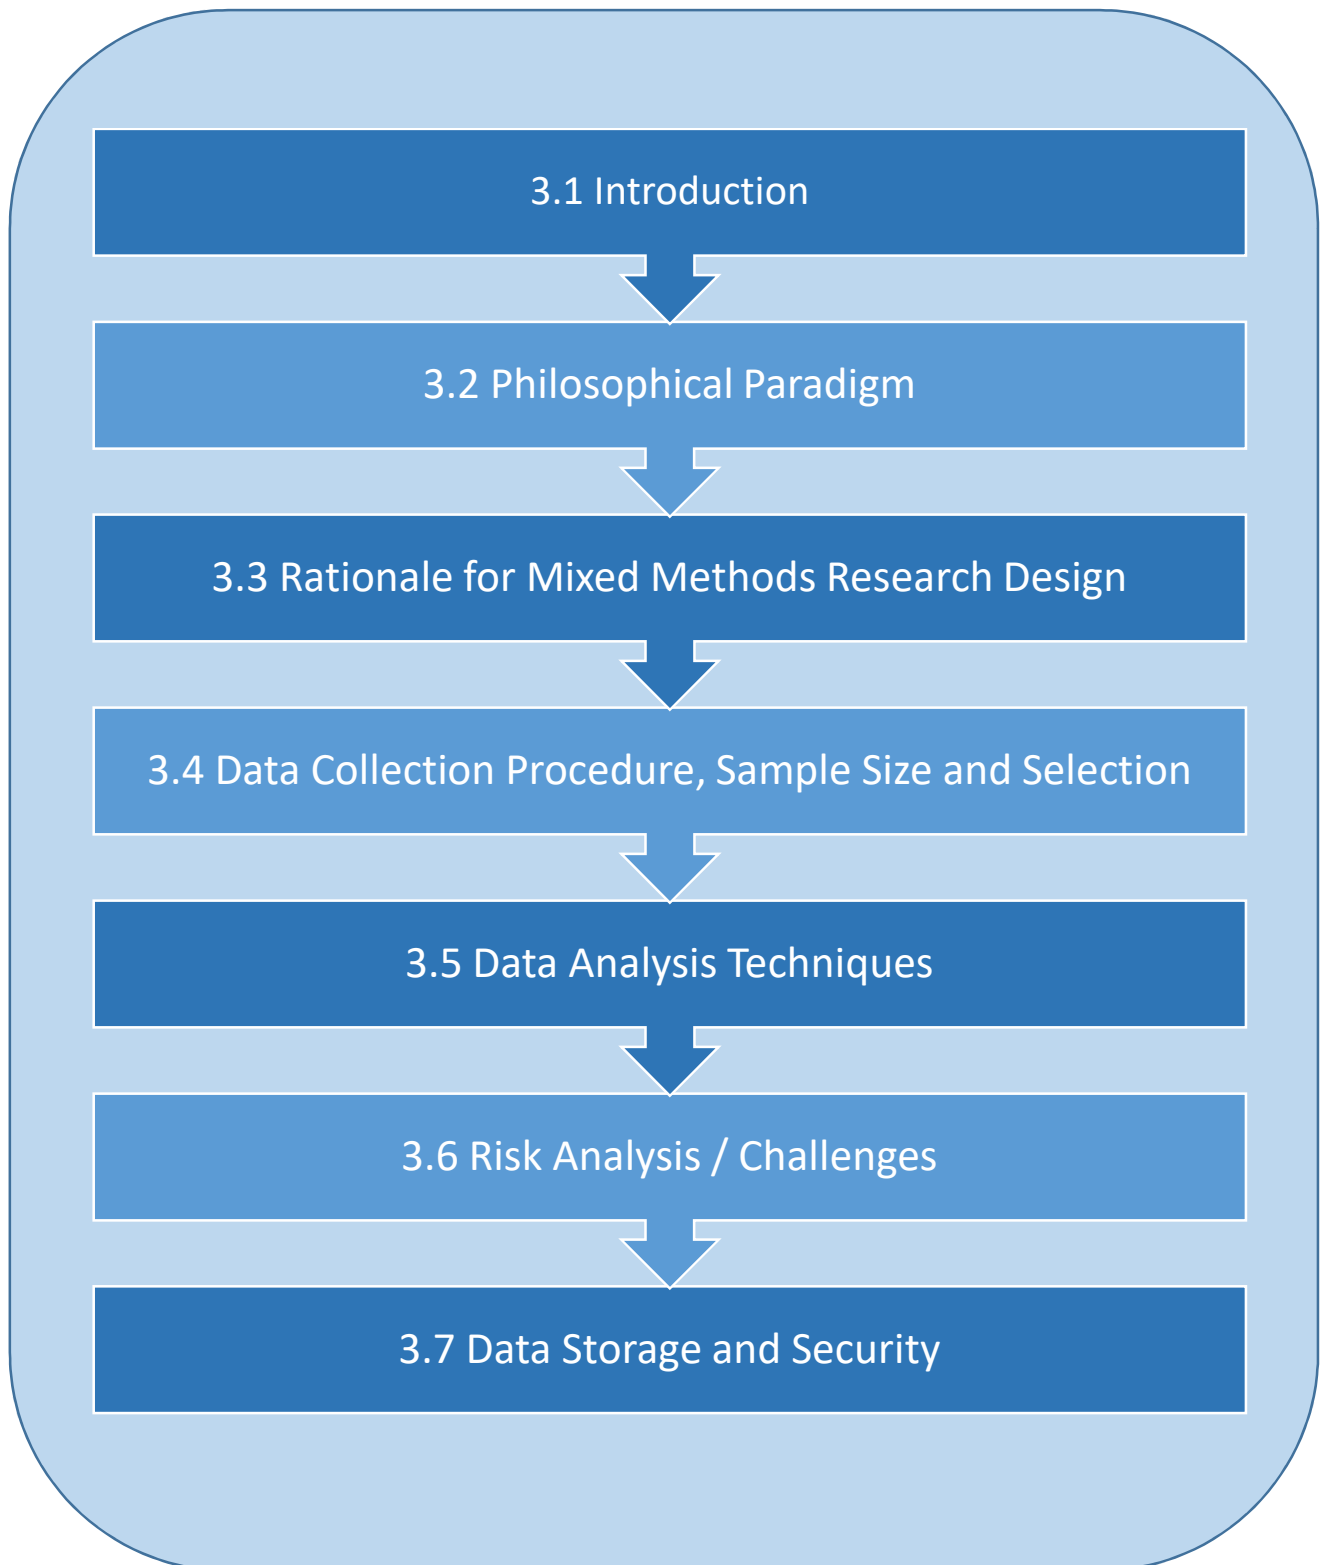 3.1 Introduction
3.2 Philosophical Paradigm
3.3 Rationale for Mixed Methods Research Design
3.4 Data Collection Procedure, Sample Size and Selection
3.5 Data Analysis Techniques
3.6 Risk Analysis / Challenges
3.7 Data Storage and Security